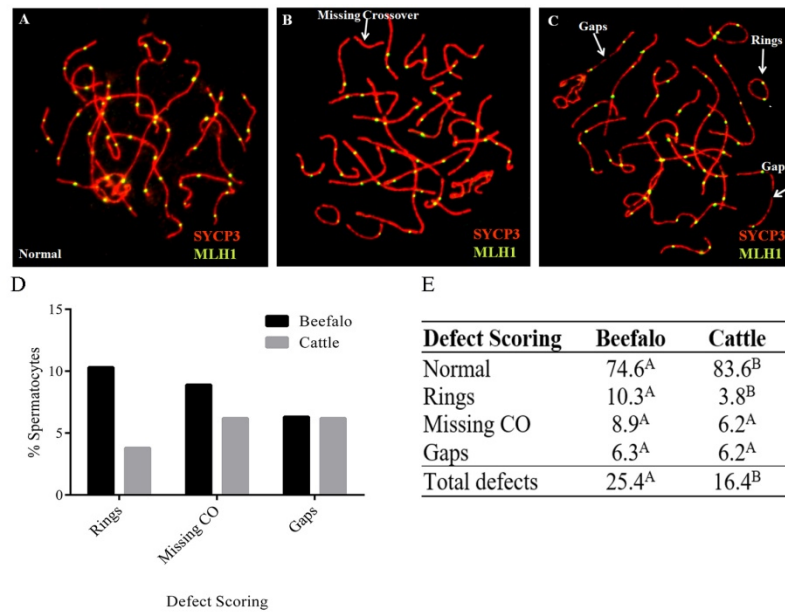 A
Normal
SYCP3
MLH1
B
Missing Crossover
SYCP3
MLH1
C
Gaps
Rings
Gap
SYCP3
MLH1
D
15
10
5
0
% Spermatocytes
Beefalo
Cattle
Rings
Missing CO
Gaps
Defect Scoring
E
Defect Scoring Beefalo Cattle
Normal 74.6A 83.6B
Rings 10.3A 3.8B
Missing CO 8.9A 6.2A
Gaps 6.3A 6.2A
Total defects 25.4A 16.4B